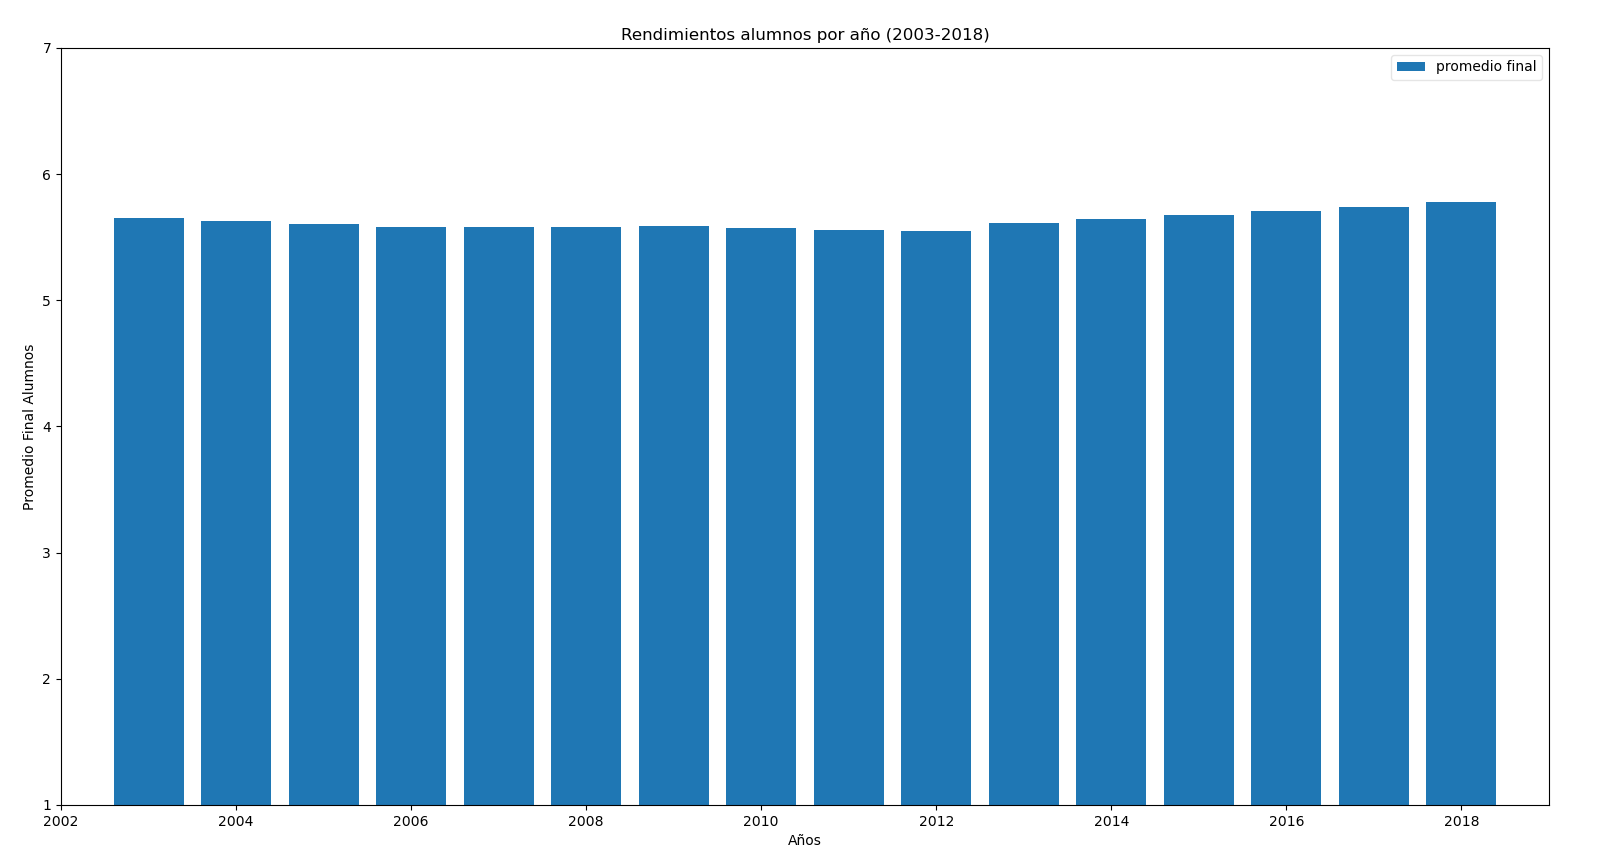 Rendimientos alumnos por año (2003-2018)
promedio final
Promedio Final Alumnos
7
6
5
4
3
2
1
2002 2004 2006 2008 2010 2012 2014 2016 2018
Años